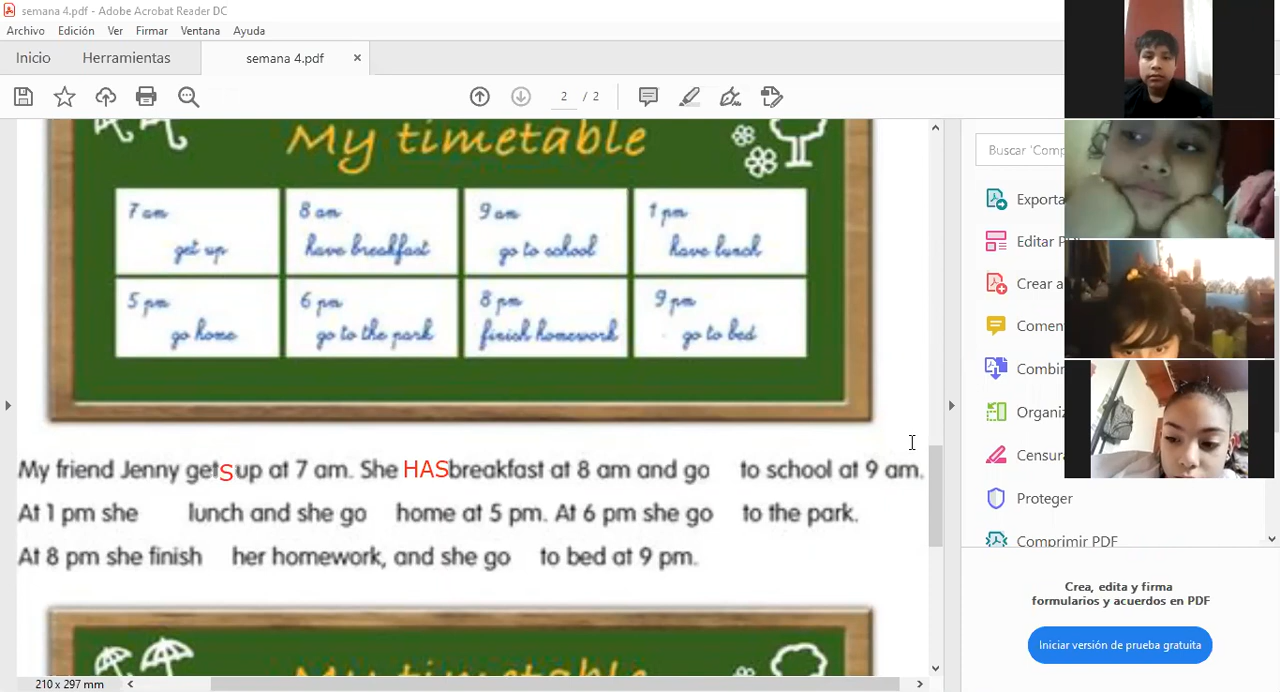 semana 4.pdf - Adobe Acrobat Reader DC
Archivo Edición Ver Firmar Ventana Ayuda
Inicio Herramientas semana 4.pdf ×
2 / 2
My timetable
7 am 8 am 9 am 1 pm
get up have breakfast go to school have lunch
5 pm 6 pm 8 pm 9 pm
go home go to the park finish homework go to bed
My friend Jenny getS up at 7 am. She HAS breakfast at 8 am and go to school at 9 am.
At 1 pm she lunch and she go home at 5 pm. At 6 pm she go to the park.
At 8 pm she finish her homework, and she go to bed at 9 pm.
My timetable
210 x 297 mm
Buscar 'Comp
Exporta
Editar P
Crear a
Comen
Combin
Organiz
Censura
Proteger
Comprimir PDF
Crea, edita y firma
formularios y acuerdos en PDF
Iniciar versión de prueba gratuita